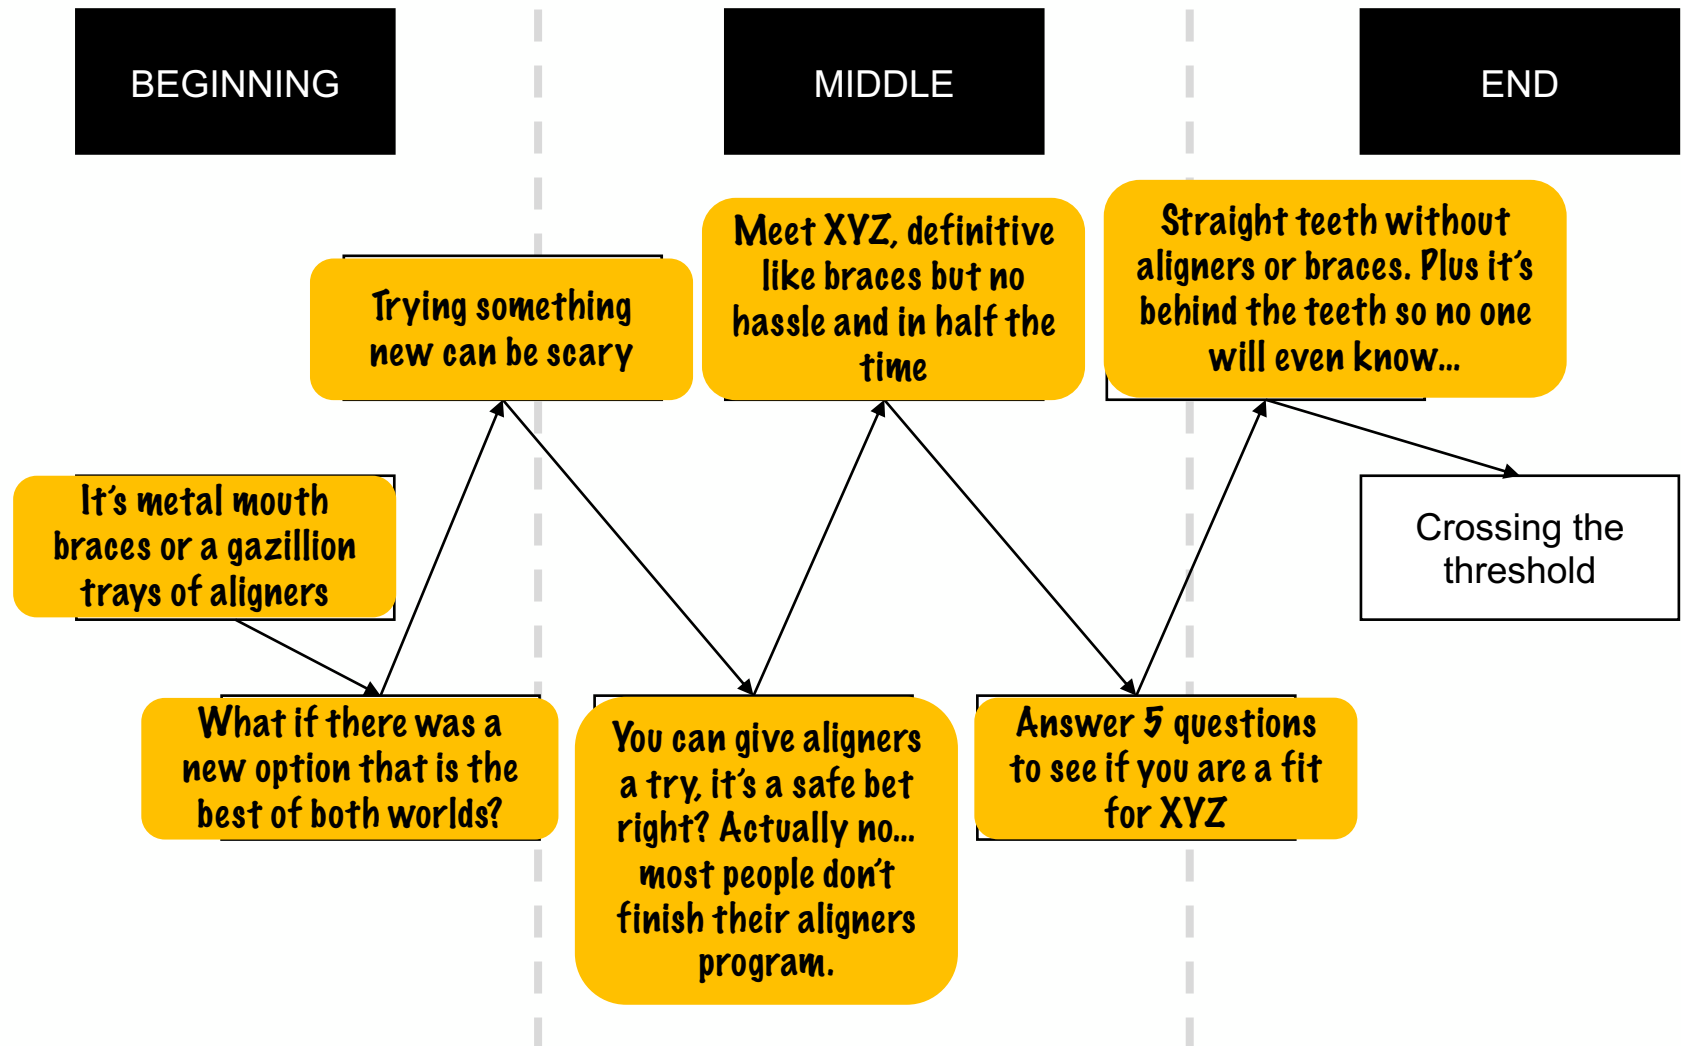 BEGINNING
MIDDLE
END
It's metal mouth
braces or a gazillion
trays of aligners
What if there was a
new option that is the
best of both worlds?
Trying something
new can be scary
You can give aligners
a try, it's a safe bet
right? Actually no...
most people don't
finish their aligners
program.
Meet XYZ, definitive
like braces but no
hassle and in half the
time
Answer 5 questions
to see if you are a fit
for XYZ
Straight teeth without
aligners or braces. Plus it's
behind the teeth so no one
will even know...
Crossing the
threshold